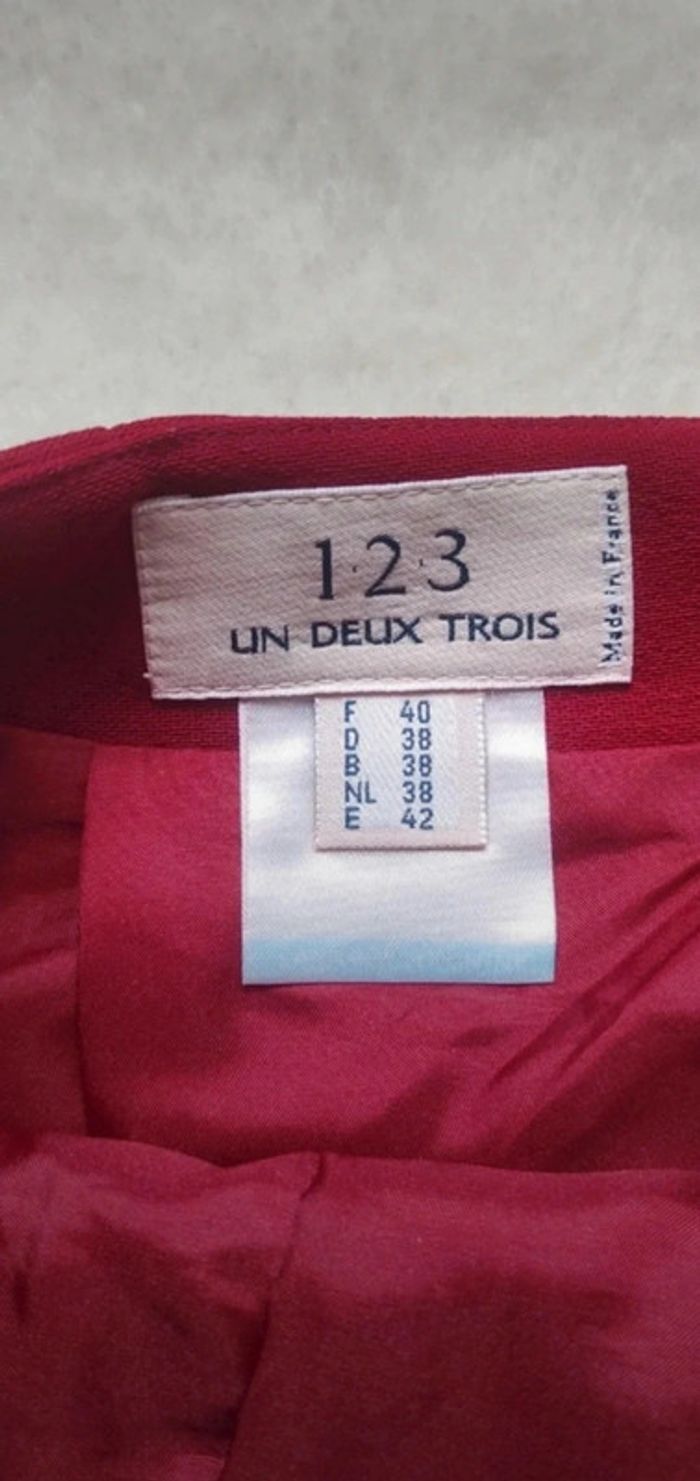 1·2·3
UN DEUX TROIS
Made in France
F 40
D 38
B 38
NL 38
E 42